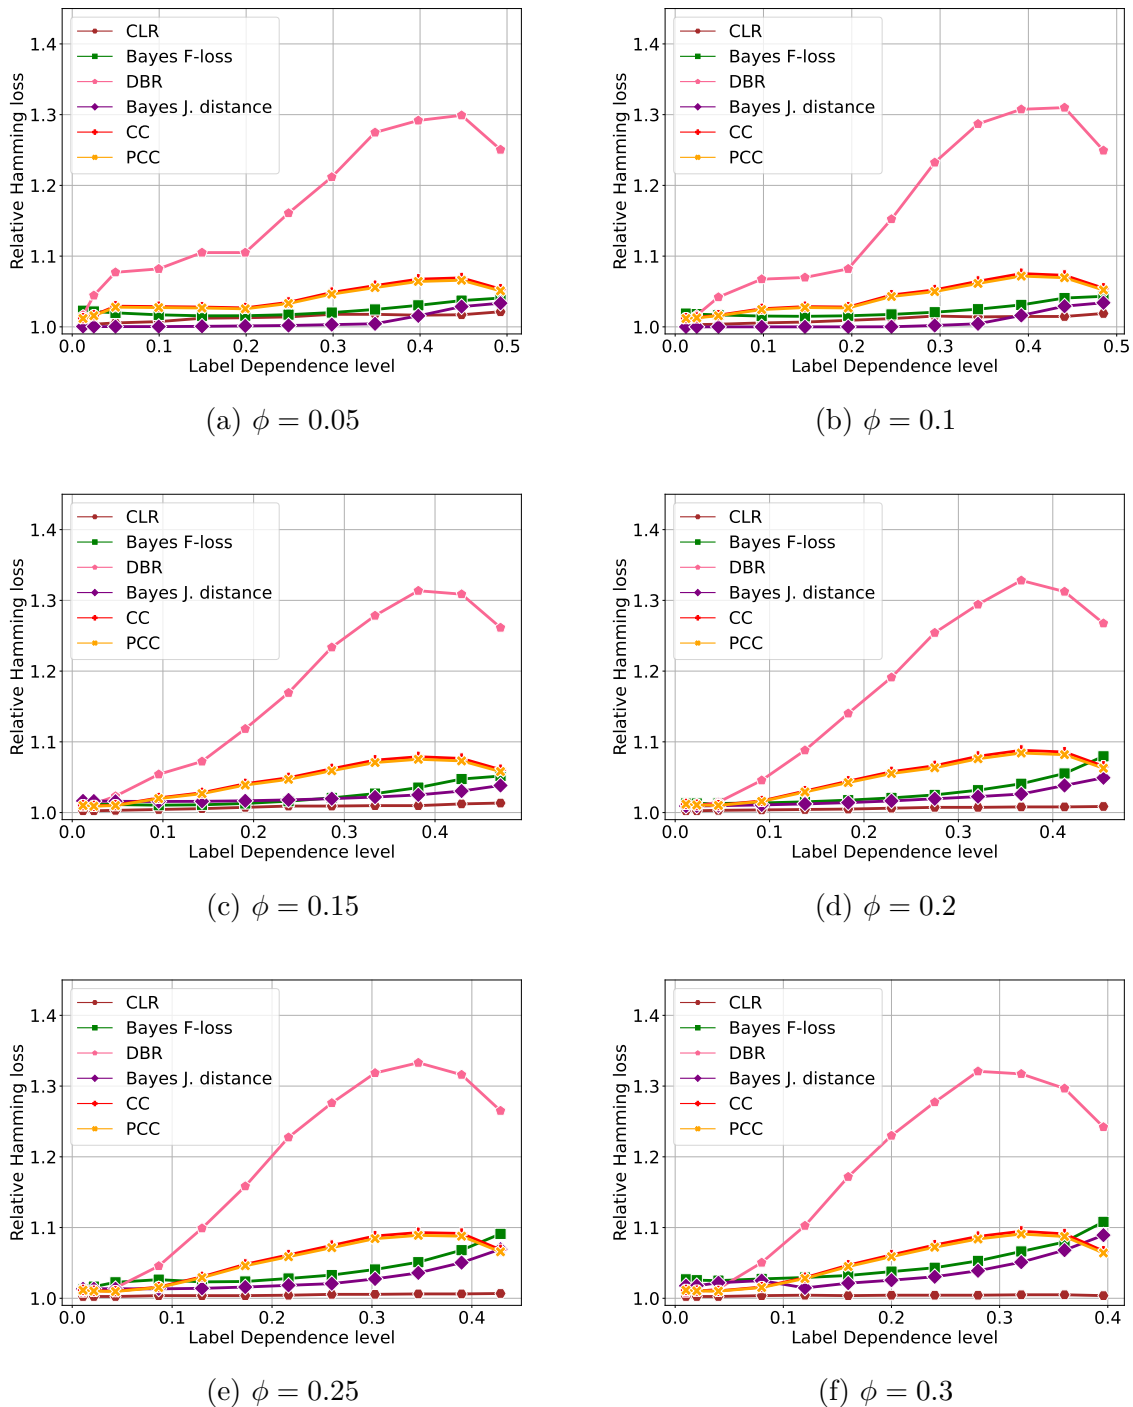 1.4
1.3
1.2
1.1
1.0
Relative Hamming loss
CLR
Bayes F-loss
DBR
Bayes J. distance
CC
PCC
0.0 0.1 0.2 0.3 0.4 0.5
Label Dependence level
(a) ϕ = 0.05
1.4
1.3
1.2
1.1
1.0
Relative Hamming loss
CLR
Bayes F-loss
DBR
Bayes J. distance
CC
PCC
0.0 0.1 0.2 0.3 0.4 0.5
Label Dependence level
(b) ϕ = 0.1
1.4
1.3
1.2
1.1
1.0
Relative Hamming loss
CLR
Bayes F-loss
DBR
Bayes J. distance
CC
PCC
0.0 0.1 0.2 0.3 0.4
Label Dependence level
(c) ϕ = 0.15
1.4
1.3
1.2
1.1
1.0
Relative Hamming loss
CLR
Bayes F-loss
DBR
Bayes J. distance
CC
PCC
0.0 0.1 0.2 0.3 0.4
Label Dependence level
(d) ϕ = 0.2
1.4
1.3
1.2
1.1
1.0
Relative Hamming loss
CLR
Bayes F-loss
DBR
Bayes J. distance
CC
PCC
0.0 0.1 0.2 0.3 0.4
Label Dependence level
(e) ϕ = 0.25
1.4
1.3
1.2
1.1
1.0
Relative Hamming loss
CLR
Bayes F-loss
DBR
Bayes J. distance
CC
PCC
0.0 0.1 0.2 0.3 0.4
Label Dependence level
(f) ϕ = 0.3